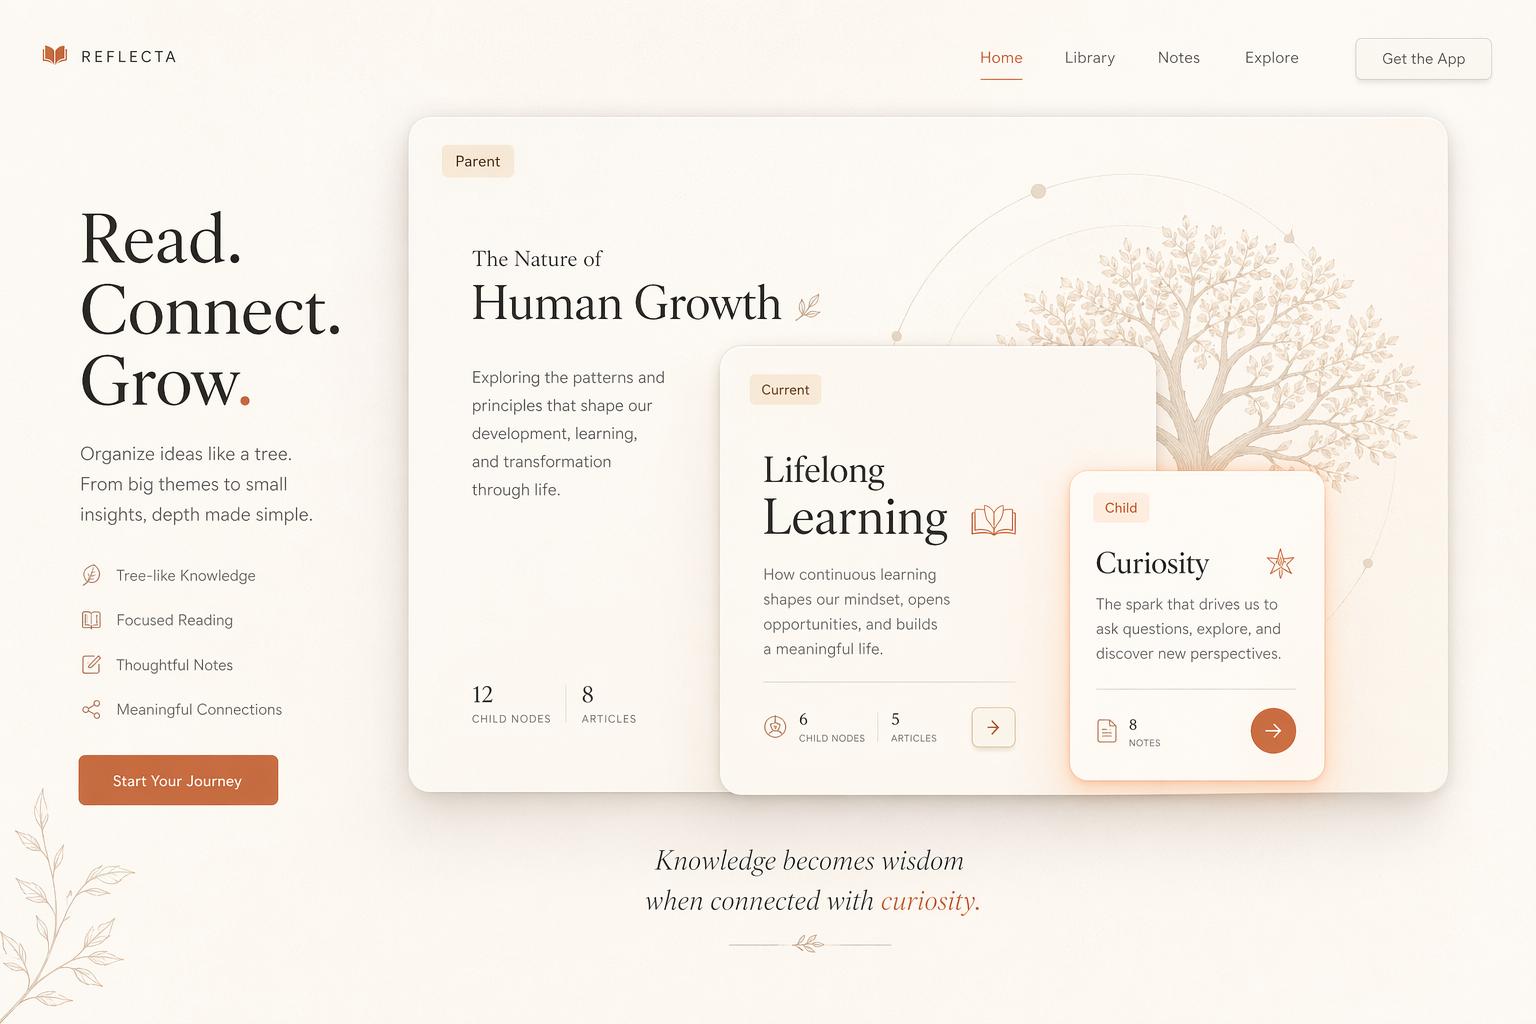 REFLECTA
Home
Library
Notes
Explore
Get the App
Read.
Connect.
Grow.
Organize ideas like a tree.
From big themes to small
insights, depth made simple.
Tree-like Knowledge
Focused Reading
Thoughtful Notes
Meaningful Connections
Start Your Journey
Parent
The Nature of
Human Growth
Exploring the patterns and
principles that shape our
development, learning,
and transformation
through life.
12
CHILD NODES
8
ARTICLES
Current
Lifelong
Learning
How continuous learning
shapes our mindset, opens
opportunities, and builds
a meaningful life.
6
CHILD NODES
5
ARTICLES
Child
Curiosity
The spark that drives us to
ask questions, explore, and
discover new perspectives.
8
NOTES
Knowledge becomes wisdom
when connected with curiosity.